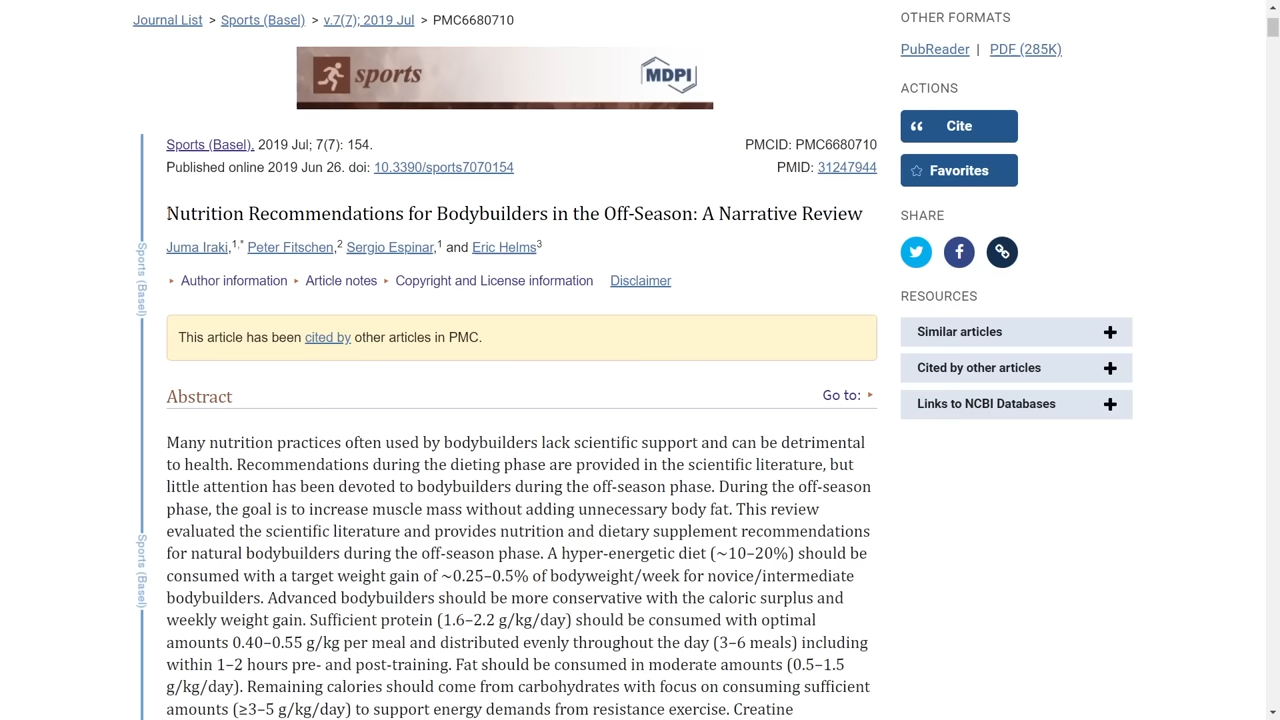 Journal List > Sports (Basel) > v.7(7); 2019 Jul > PMC6680710
sports
MDPI
Sports (Basel). 2019 Jul; 7(7): 154.
PMCID: PMC6680710
Published online 2019 Jun 26. doi: 10.3390/sports7070154
PMID: 31247944
Nutrition Recommendations for Bodybuilders in the Off-Season: A Narrative Review
Juma Iraki,1,* Peter Fitschen,2 Sergio Espinar,1 and Eric Helms3
Author information Article notes Copyright and License information Disclaimer
This article has been cited by other articles in PMC.
Abstract
Go to:
Many nutrition practices often used by bodybuilders lack scientific support and can be detrimental
to health. Recommendations during the dieting phase are provided in the scientific literature, but
little attention has been devoted to bodybuilders during the off-season phase. During the off-season
phase, the goal is to increase muscle mass without adding unnecessary body fat. This review
evaluated the scientific literature and provides nutrition and dietary supplement recommendations
for natural bodybuilders during the off-season phase. A hyper-energetic diet (~10–20%) should be
consumed with a target weight gain of ~0.25–0.5% of bodyweight/week for novice/intermediate
bodybuilders. Advanced bodybuilders should be more conservative with the caloric surplus and
weekly weight gain. Sufficient protein (1.6–2.2 g/kg/day) should be consumed with optimal
amounts 0.40–0.55 g/kg per meal and distributed evenly throughout the day (3–6 meals) including
within 1–2 hours pre- and post-training. Fat should be consumed in moderate amounts (0.5–1.5
g/kg/day). Remaining calories should come from carbohydrates with focus on consuming sufficient
amounts (≥3–5 g/kg/day) to support energy demands from resistance exercise. Creatine
Sports (Basel)
Sports (Basel)
OTHER FORMATS
PubReader | PDF (285K)
ACTIONS
Cite
Favorites
SHARE
RESOURCES
Similar articles
Cited by other articles
Links to NCBI Databases